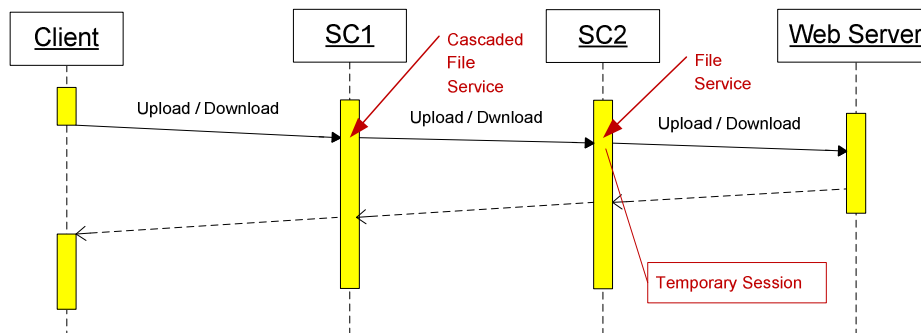 Client
SC1
SC2
Web Server
Cascaded
File
Service
File
Service
Upload / Download
Upload / Dwnload
Upload / Download
Temporary Session